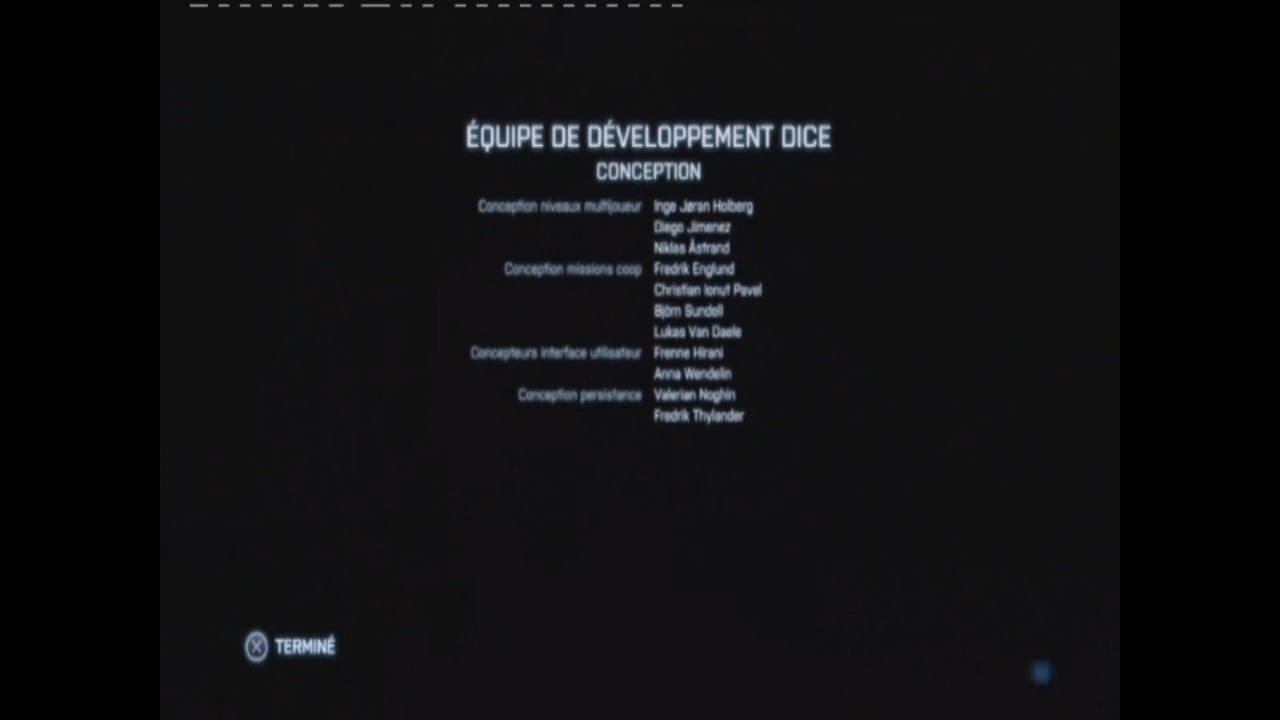 ÉQUIPE DE DÉVELOPPEMENT DICE
CONCEPTION
Conception niveaux multijoueur Inge Jøran Holberg
Diego Jimenez
Niklas Åstrand
Conception missions coop Fredrik Englund
Christian Ionut Pavel
Björn Sundell
Lukas Van Daele
Concepteurs interface utilisateur Frenne Hirani
Anna Wendelin
Conception persistance Valerian Noghin
Fredrik Thylander
TERMINÉ